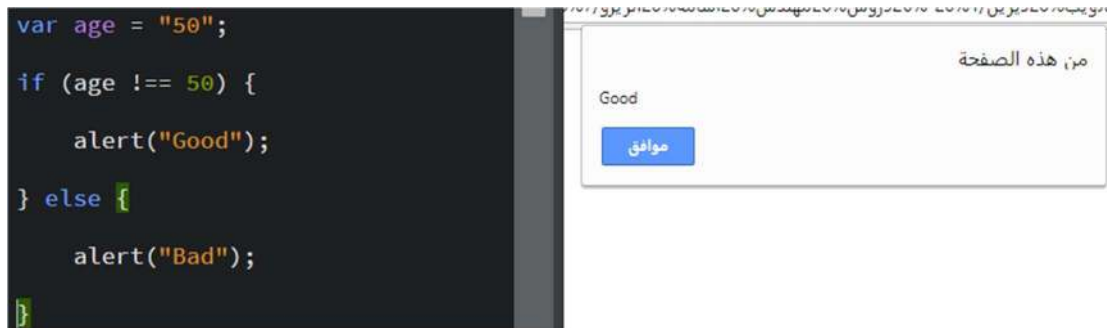 var age = "50";
if (age !== 50) {
alert("Good");
} else {
alert("Bad");
}
من هذه الصفحة
Good
موافق